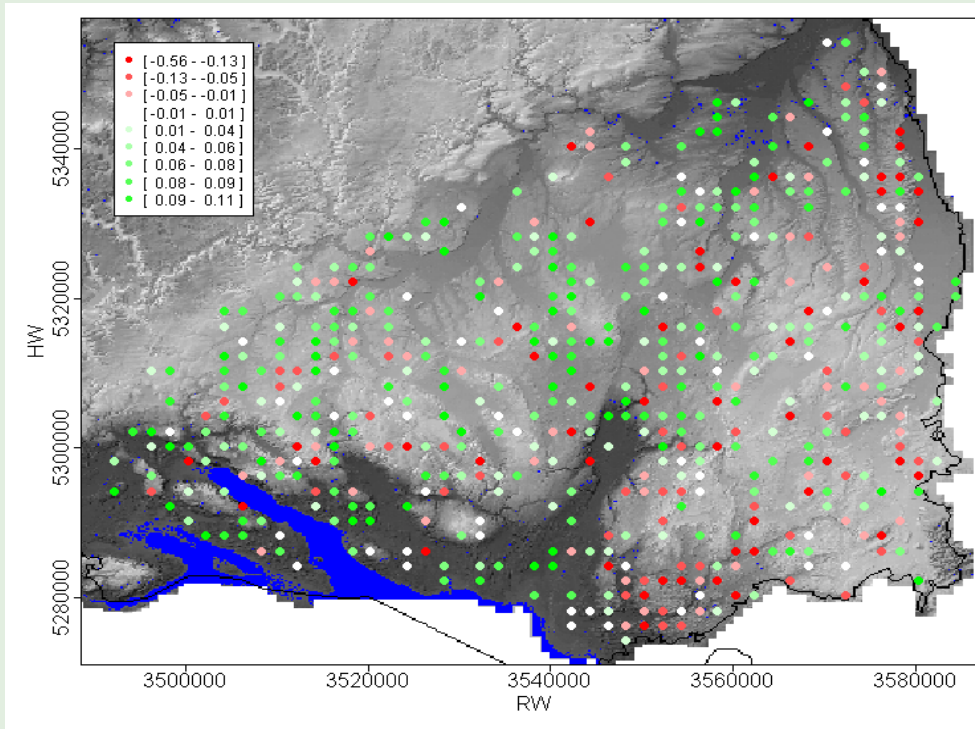 [-0.56 - -0.13]
[-0.13 - -0.05]
[-0.05 - -0.01]
[-0.01 - 0.01]
[ 0.01 - 0.04]
[ 0.04 - 0.06]
[ 0.06 - 0.08]
[ 0.08 - 0.09]
[ 0.09 - 0.11]
5340000
5320000
5300000
5280000
HW
3500000 3520000 3540000 3560000 3580000
RW